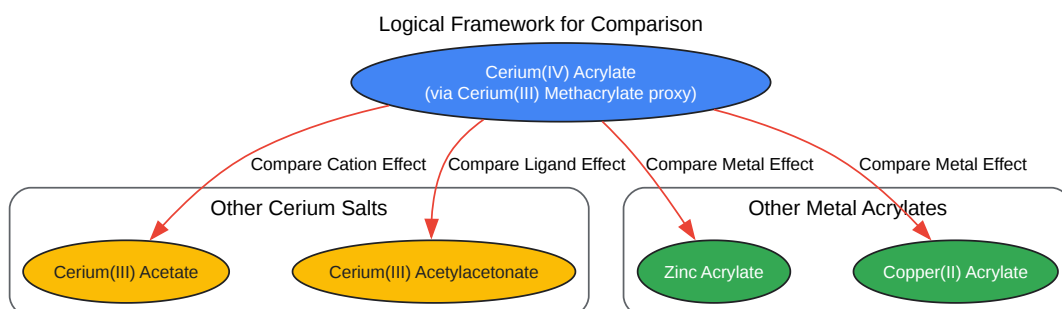 Logical Framework for Comparison
Cerium(IV) Acrylate
(via Cerium(III) Methacrylate proxy)
Compare Cation Effect
Compare Ligand Effect
Compare Metal Effect
Compare Metal Effect
Other Cerium Salts
Other Metal Acrylates
Cerium(III) Acetate
Cerium(III) Acetylacetonate
Zinc Acrylate
Copper(II) Acrylate